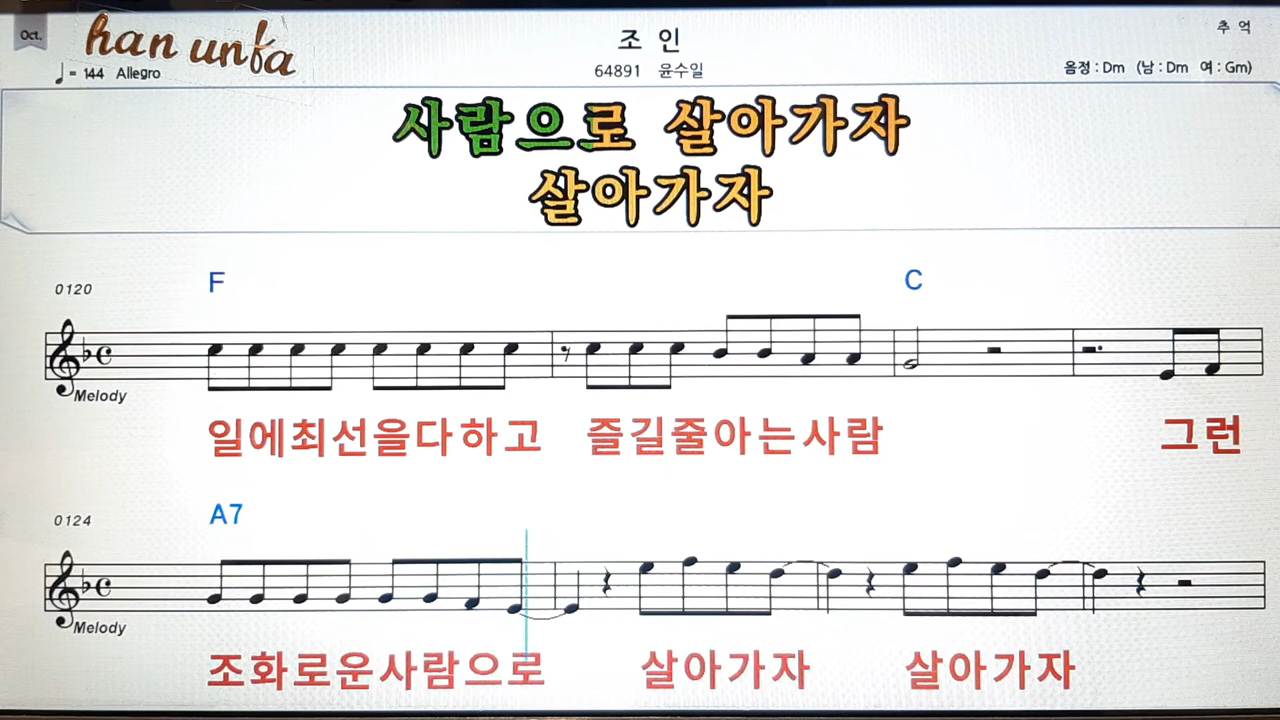 Oct.
han unfa
조 인
추 억
♩= 144 Allegro
64891 윤수일
음정 : Dm (남 : Dm 여 : Gm)
사람으로 살아가자
살아가자
F
C
0120
Melody
일에최선을다하고 즐길줄아는사람 그런
A7
0124
Melody
조화로운사람으로 살아가자 살아가자